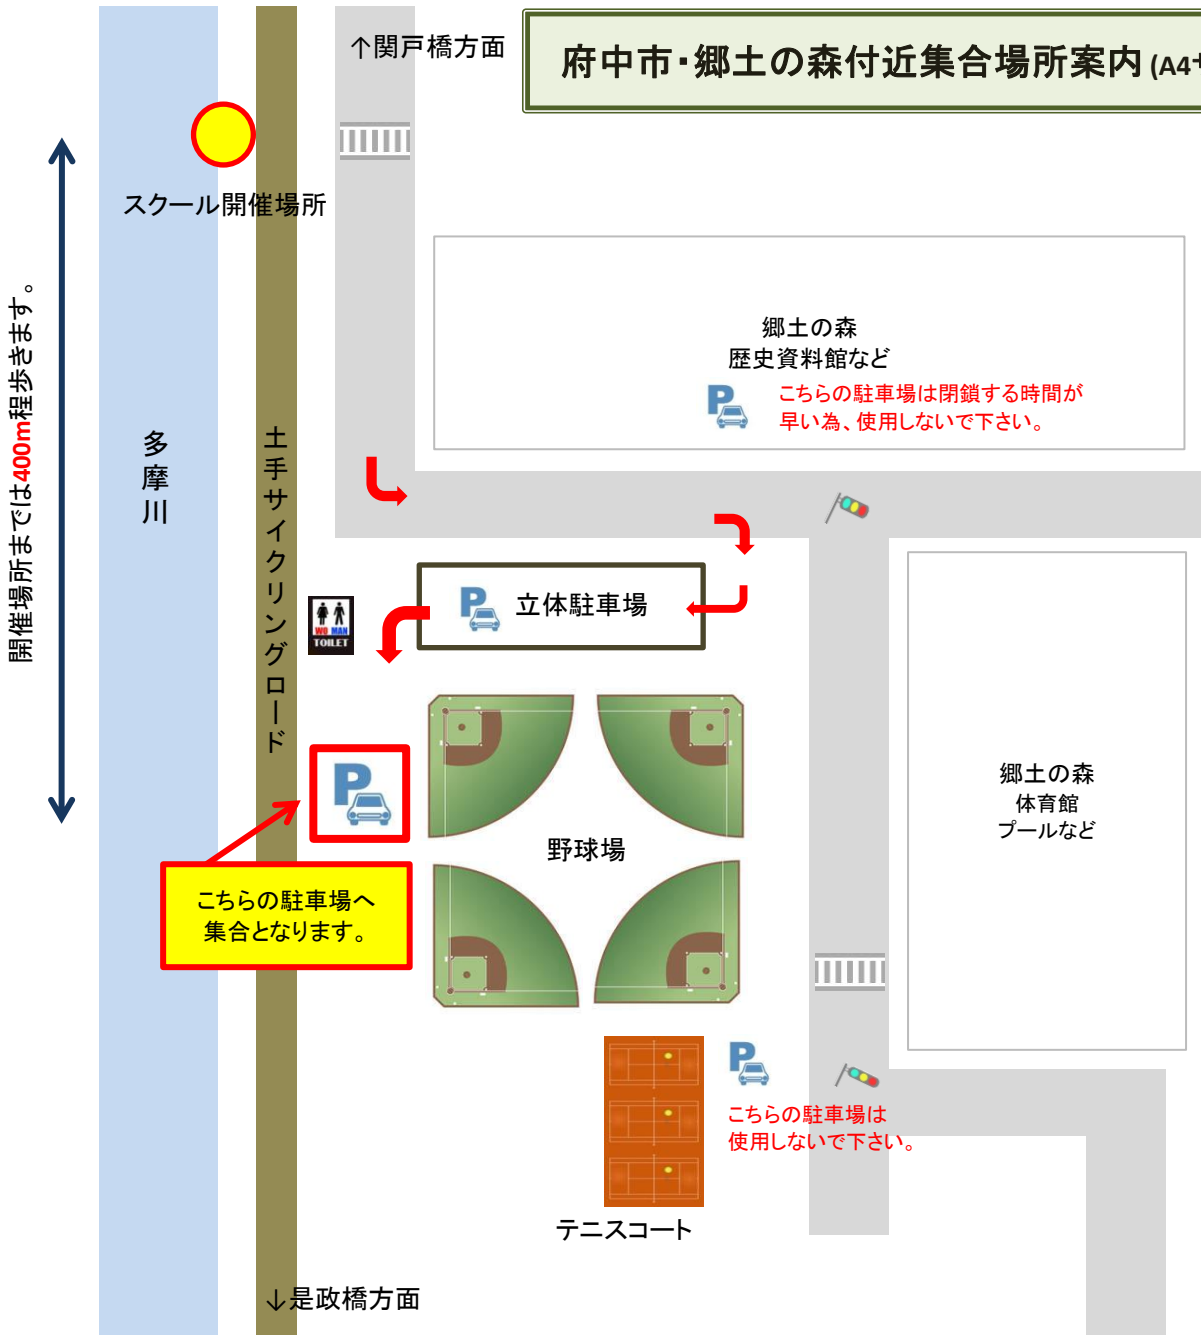 ↑関戸橋方面
府中市・郷土の森付近集合場所案内 (A4
スクール開催場所
開催場所までは400m程歩きます。
郷土の森
歴史資料館など
P
こちらの駐車場は閉鎖する時間が
早い為、使用しないで下さい。
多摩川
土手サイクリングロード
P
立体駐車場
WO MAN
TOILET
P
こちらの駐車場へ
集合となります。
野球場
郷土の森
体育館
プールなど
P
こちらの駐車場は
使用しないで下さい。
テニスコート
↓是政橋方面